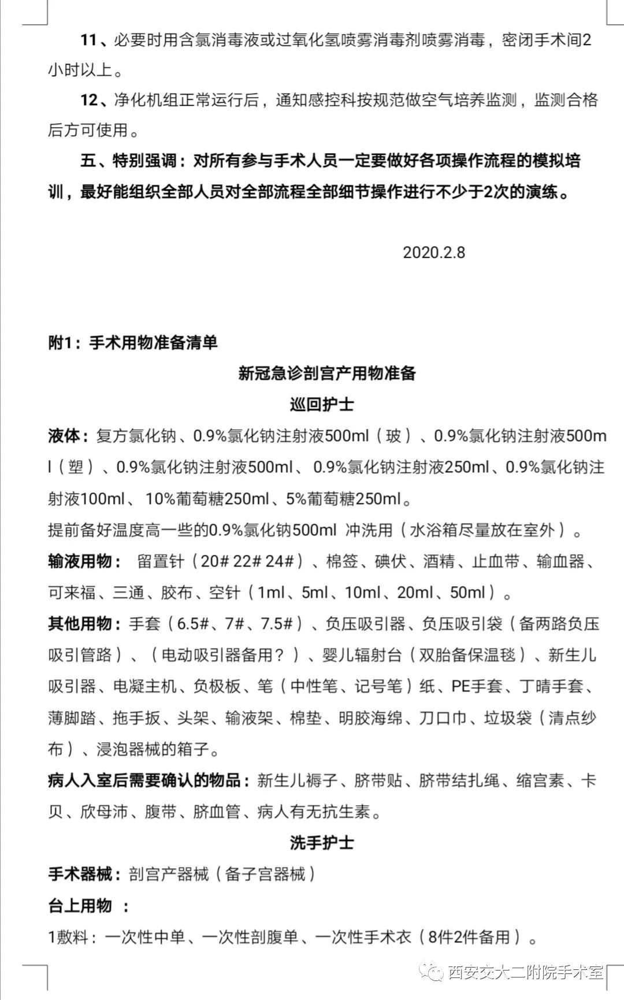 11、必要时用含氯消毒液或过氧化氢喷雾消毒剂喷雾消毒，密闭手术间2
小时以上。
12、净化机组正常运行后，通知感控科按规范做空气培养监测，监测合格
后方可使用。
五、特别强调：对所有参与手术人员一定要做好各项操作流程的模拟培
训，最好能组织全部人员对全部流程全部细节操作进行不少于2次的演练。
2020.2.8
附1：手术用物准备清单
新冠急诊剖宫产用物准备
巡回护士
液体：复方氯化钠、0.9%氯化钠注射液500ml（玻）、0.9%氯化钠注射液500m
l（塑）、0.9%氯化钠注射液500ml、 0.9%氯化钠注射液250ml、0.9%氯化钠注
射液100ml、 10%葡萄糖250ml、5%葡萄糖250ml。
提前备好温度高一些的0.9%氯化钠500ml 冲洗用（水浴箱尽量放在室外）。
输液用物： 留置针（20# 22# 24#）、棉签、碘伏、酒精、止血带、输血器、
可来福、三通、胶布、空针（1ml、5ml、10ml、20ml、50ml）。
其他用物：手套（6.5#、7#、7.5#）、负压吸引器、负压吸引袋（备两路负压
吸引管路）、（电动吸引器备用？）、婴儿辐射台（双胎备保温毯）、新生儿
吸引器、电凝主机、负极板、笔（中性笔、记号笔）纸、PE手套、丁晴手套、
薄脚踏、拖手扳、头架、输液架、棉垫、明胶海绵、刀口巾、垃圾袋（清点纱
布）、浸泡器械的箱子。
病人入室后需要确认的物品：新生儿褥子、脐带贴、脐带结扎绳、缩宫素、卡
贝、欣母沛、腹带、脐血管、病人有无抗生素。
洗手护士
手术器械：剖宫产器械（备子宫器械）
台上用物 ：
1敷料：一次性中单、一次性剖腹单、一次性手术衣（8件2件备用）。
西安交大二附院手术室